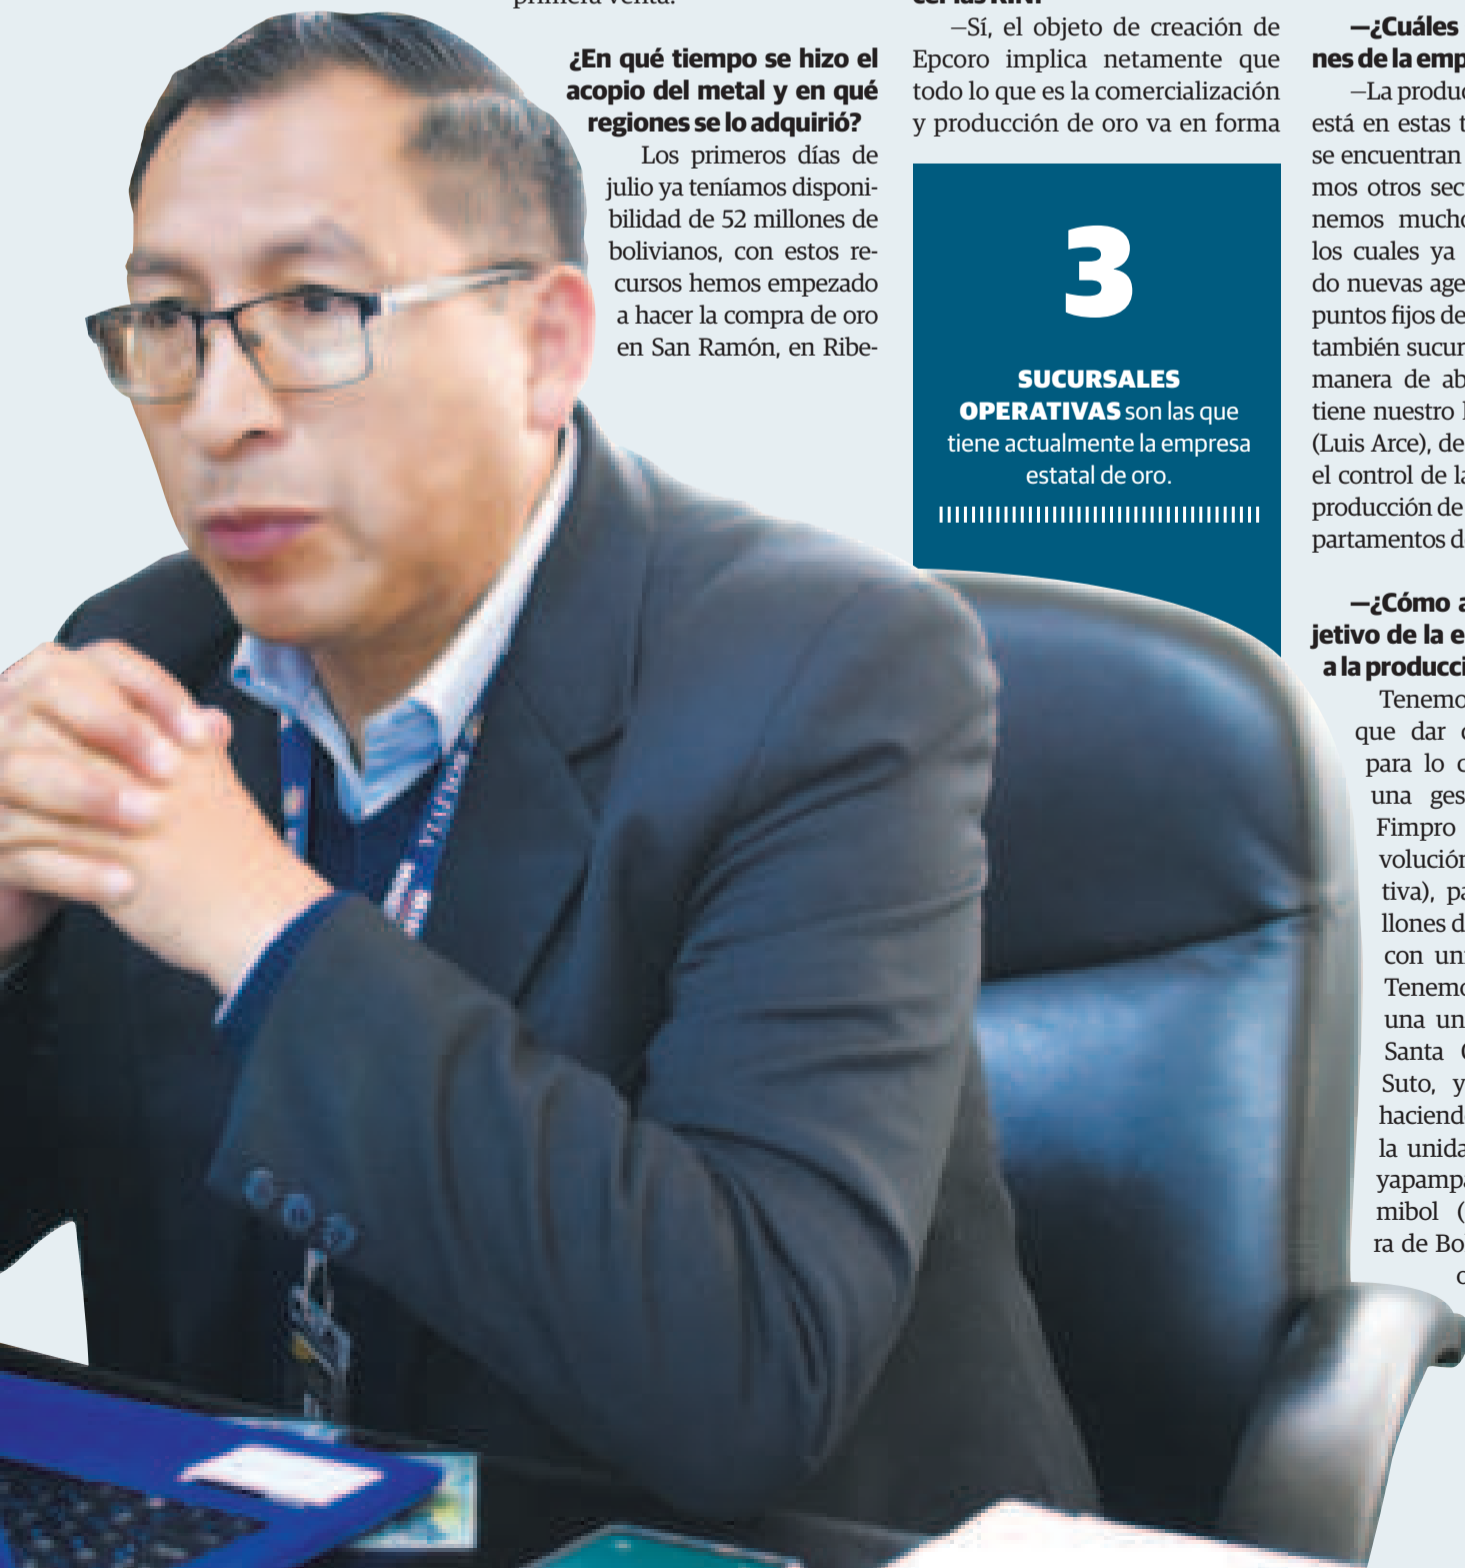 primera venta.
¿En qué tiempo se hizo el
acopio del metal y en qué
regiones se lo adquirió?
Los primeros días de
julio ya teníamos disponi-
bilidad de 52 millones de
bolivianos, con estos re-
cursos hemos empezado
a hacer la compra de oro
en San Ramón, en Ribe-
—Sí, el objeto de creación de
Epcoro implica netamente que
todo lo que es la comercialización
y producción de oro va en forma
3
SUCURSALES
OPERATIVAS son las que
tiene actualmente la empresa
estatal de oro.
—¿Cuáles
nes de la emp
—La produc
está en estas t
se encuentran
mos otros sec
nemos mucho
los cuales ya
do nuevas age
puntos fijos de
también sucur
manera de ab
tiene nuestro
(Luis Arce), de
el control de la
producción de
partamentos d
—¿Cómo a
jetivo de la e
a la producci
Tenemo
que dar c
para lo c
una ges
Fimpro
volución
tiva), pa
llones d
con un
Tenemo
una un
Santa C
Suto, y
haciend
la unida
yapampa
mibol (
ra de Bo
BOLIVIA